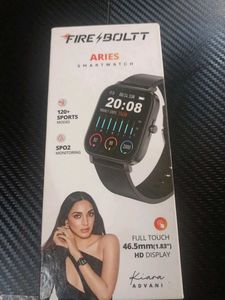 FIRE BOLTT
ARIES
SMARTWATCH
120+
SPORTS
MODES
SPO2
MONITORING
20:08
FULL TOUCH
46.5mm(1.83")
HD DISPLAY
Kiara
ADVANI